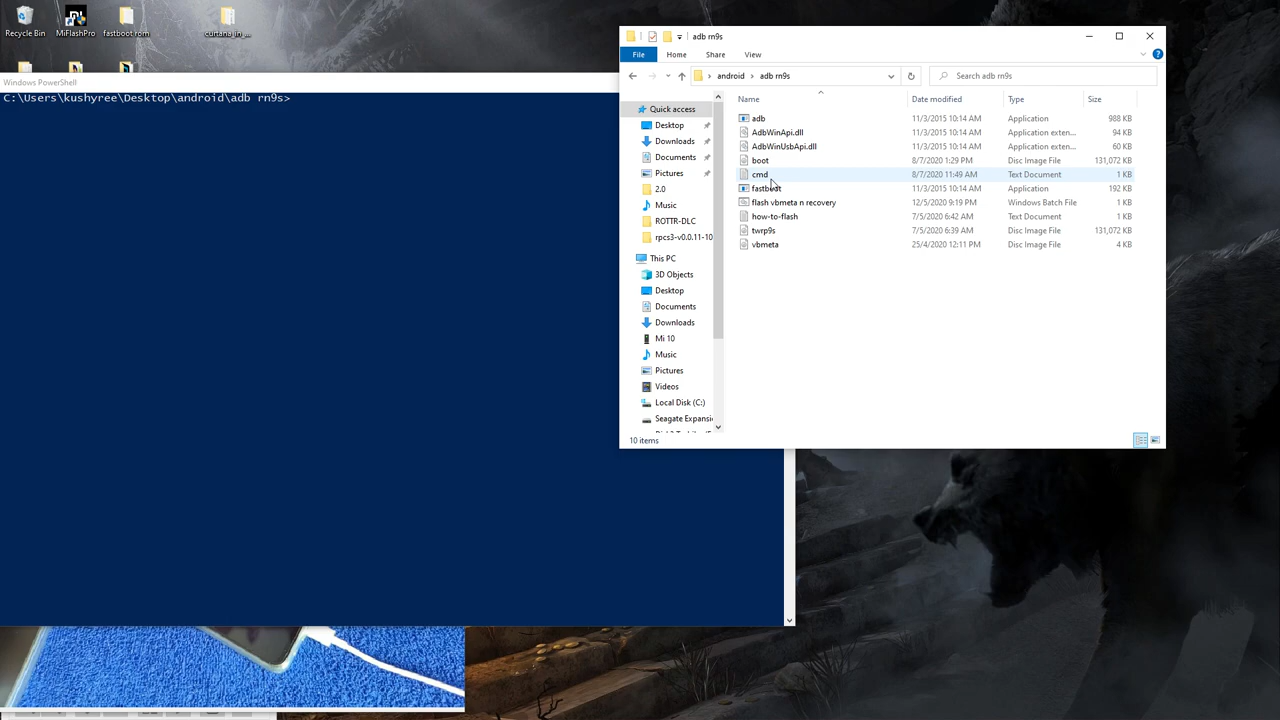 Recycle Bin
MiFlashPro
fastboot rom
curtana_in_...
adb rn9s
File
Home
Share
View
android
adb rn9s
Search adb rn9s
Windows PowerShell
C:\Users\kushyree\Desktop\android\adb rn9s>
Quick access
Desktop
Downloads
Documents
Pictures
2.0
Music
ROTTR-DLC
rpcs3-v0.0.11-10
This PC
3D Objects
Desktop
Documents
Downloads
Mi 10
Music
Pictures
Videos
Local Disk (C:)
Seagate Expansi
Name Date modified Type Size
adb 11/3/2015 10:14 AM Application 988 KB
AdbWinApi.dll 11/3/2015 10:14 AM Application exten... 94 KB
AdbWinUsbApi.dll 11/3/2015 10:14 AM Application exten... 60 KB
boot 8/7/2020 1:29 PM Disc Image File 131,072 KB
cmd 8/7/2020 11:49 AM Text Document 1 KB
fastboot 11/3/2015 10:14 AM Application 192 KB
flash vbmeta n recovery 12/5/2020 9:19 PM Windows Batch File 1 KB
how-to-flash 7/5/2020 6:42 AM Text Document 1 KB
twrp9s 7/5/2020 6:39 AM Disc Image File 131,072 KB
vbmeta 25/4/2020 12:11 PM Disc Image File 4 KB
10 items